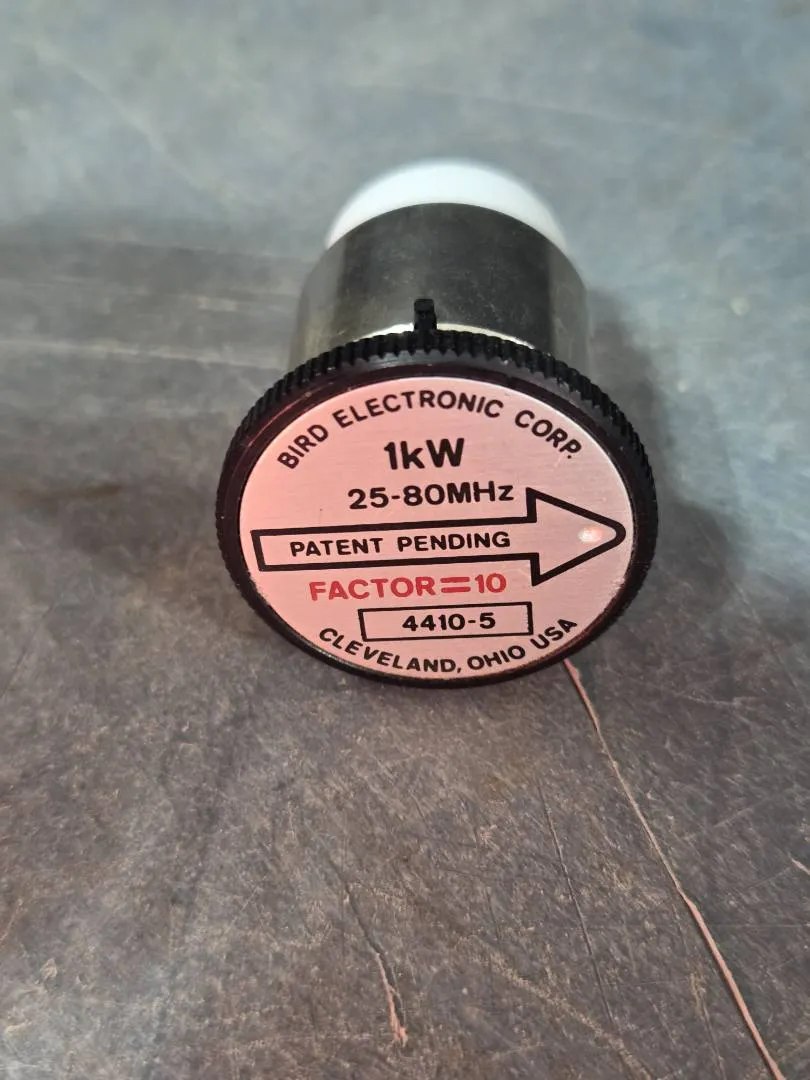 BIRD ELECTRONIC CORP.
1kW
25-80MHz
PATENT PENDING
FACTOR=10
4410-5
CLEVELAND, OHIO USA